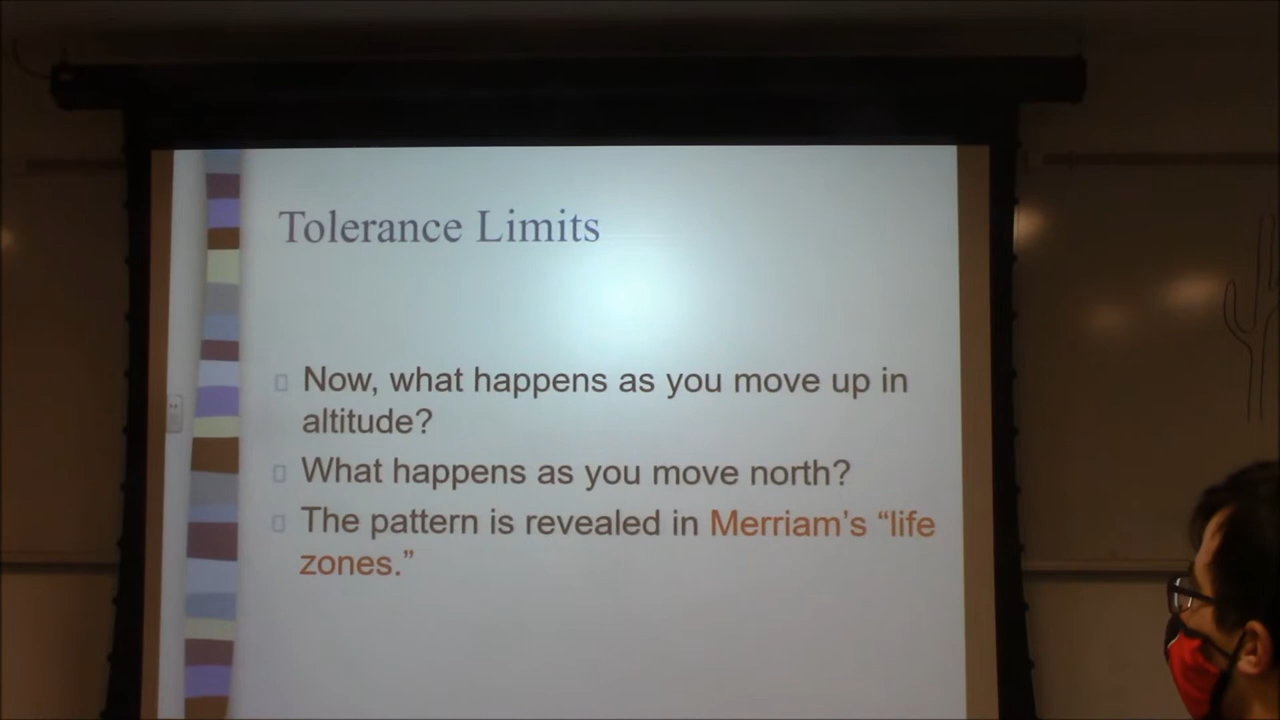 Tolerance Limits
Now, what happens as you move up in
altitude?
What happens as you move north?
The pattern is revealed in Merriam's “life
zones.”